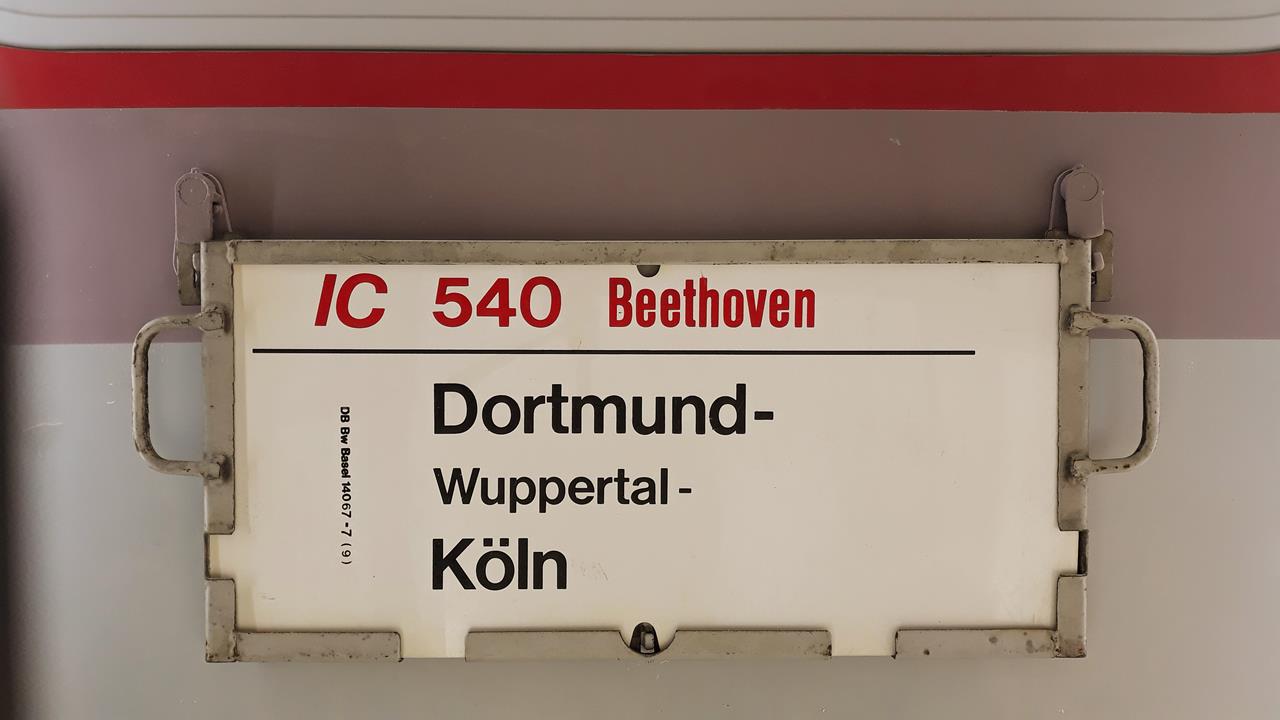 IC 540 Beethoven
Dortmund-
Wuppertal-
Köln
DB Bw Basel 14067-7 (9)